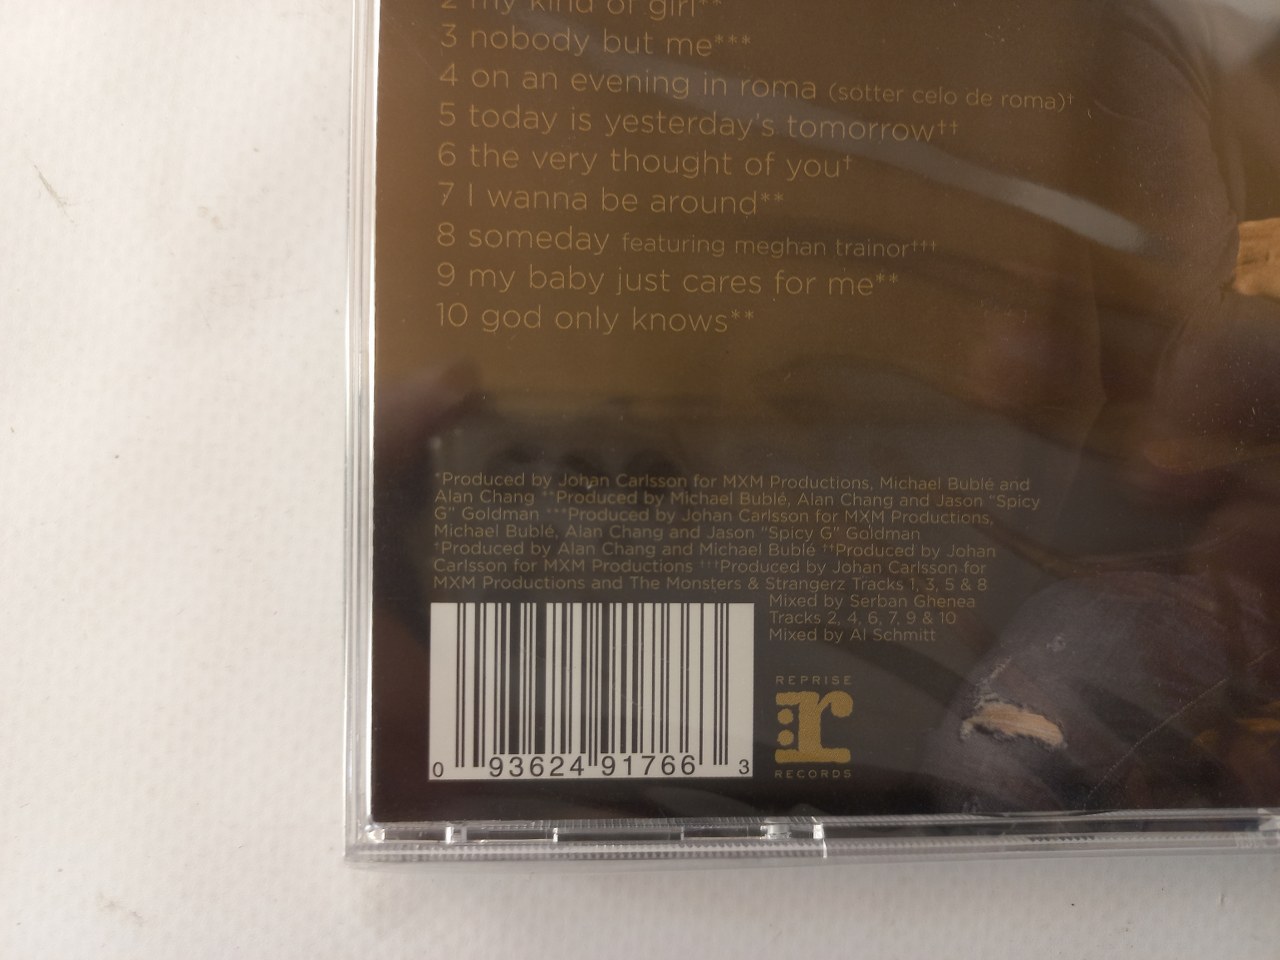 2 my kind of girl**
3 nobody but me***
4 on an evening in roma (sotter celo de roma)†
5 today is yesterday's tomorrow††
6 the very thought of you†
7 I wanna be around**
8 someday featuring meghan trainor†††
9 my baby just cares for me**
10 god only knows**
*Produced by Johan Carlsson for MXM Productions, Michael Bublé and
Alan Chang **Produced by Michael Bublé, Alan Chang and Jason "Spicy
G" Goldman ***Produced by Johan Carlsson for MXM Productions,
Michael Bublé, Alan Chang and Jason "Spicy G" Goldman
†Produced by Alan Chang and Michael Bublé ††Produced by Johan
Carlsson for MXM Productions †††Produced by Johan Carlsson for
MXM Productions and The Monsters & Strangerz Tracks 1, 3, 5 & 8
Mixed by Serban Ghenea
Tracks 2, 4, 6, 7, 9 & 10
Mixed by Al Schmitt
0 93624 91766 3
REPRISE
r
RECORDS